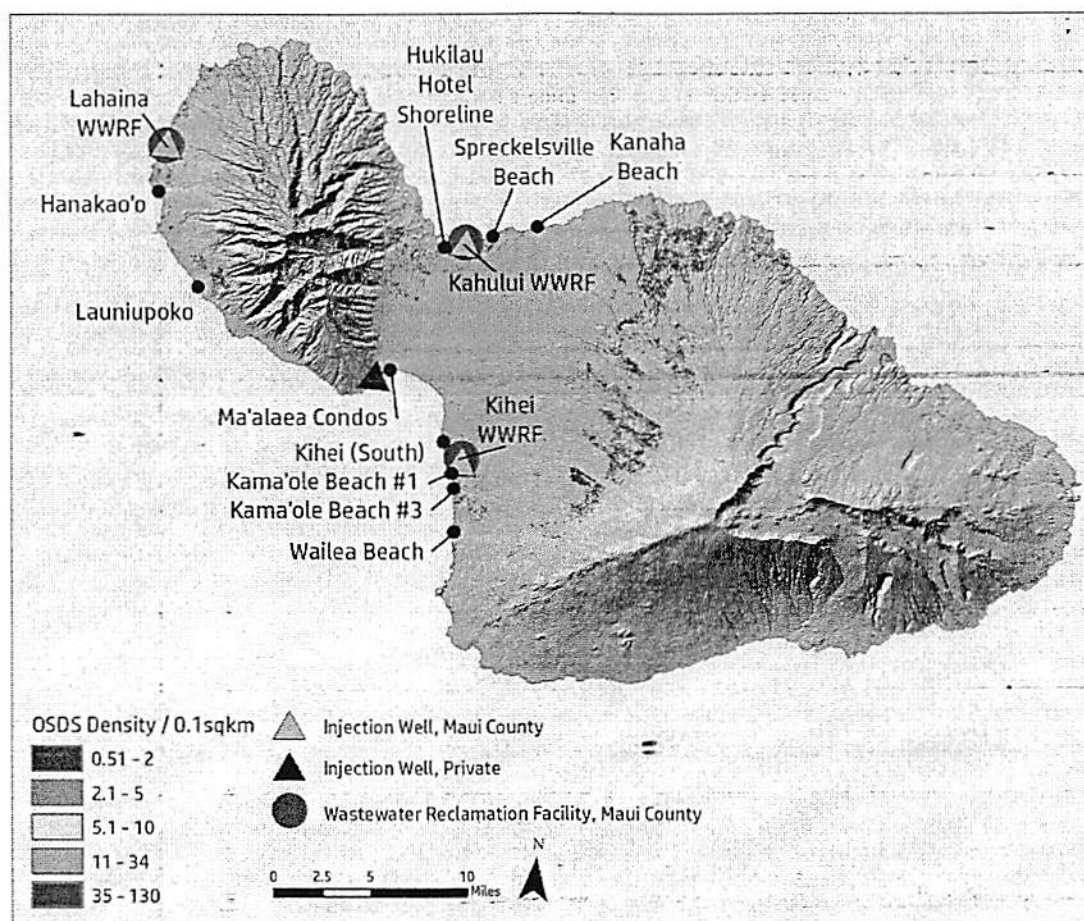 Hukilau
Hotel
Shoreline
Lahaina
WWRF
Spreckelsville
Beach
Kanaha
Beach
Hanakao'o
Kahului WWRF
Launiupoko
Ma'alaea Condos
Kihei
WWRF
Kihei (South)
Kama'ole Beach #1
Kama'ole Beach #3
Wailea Beach
OSDS Density / 0.1sqkm
0.51 - 2
2.1 - 5
5.1 - 10
11 - 34
35 - 130
Injection Well, Maui County
Injection Well, Private
Wastewater Reclamation Facility, Maui County
N
0 2.5 5 10
Miles